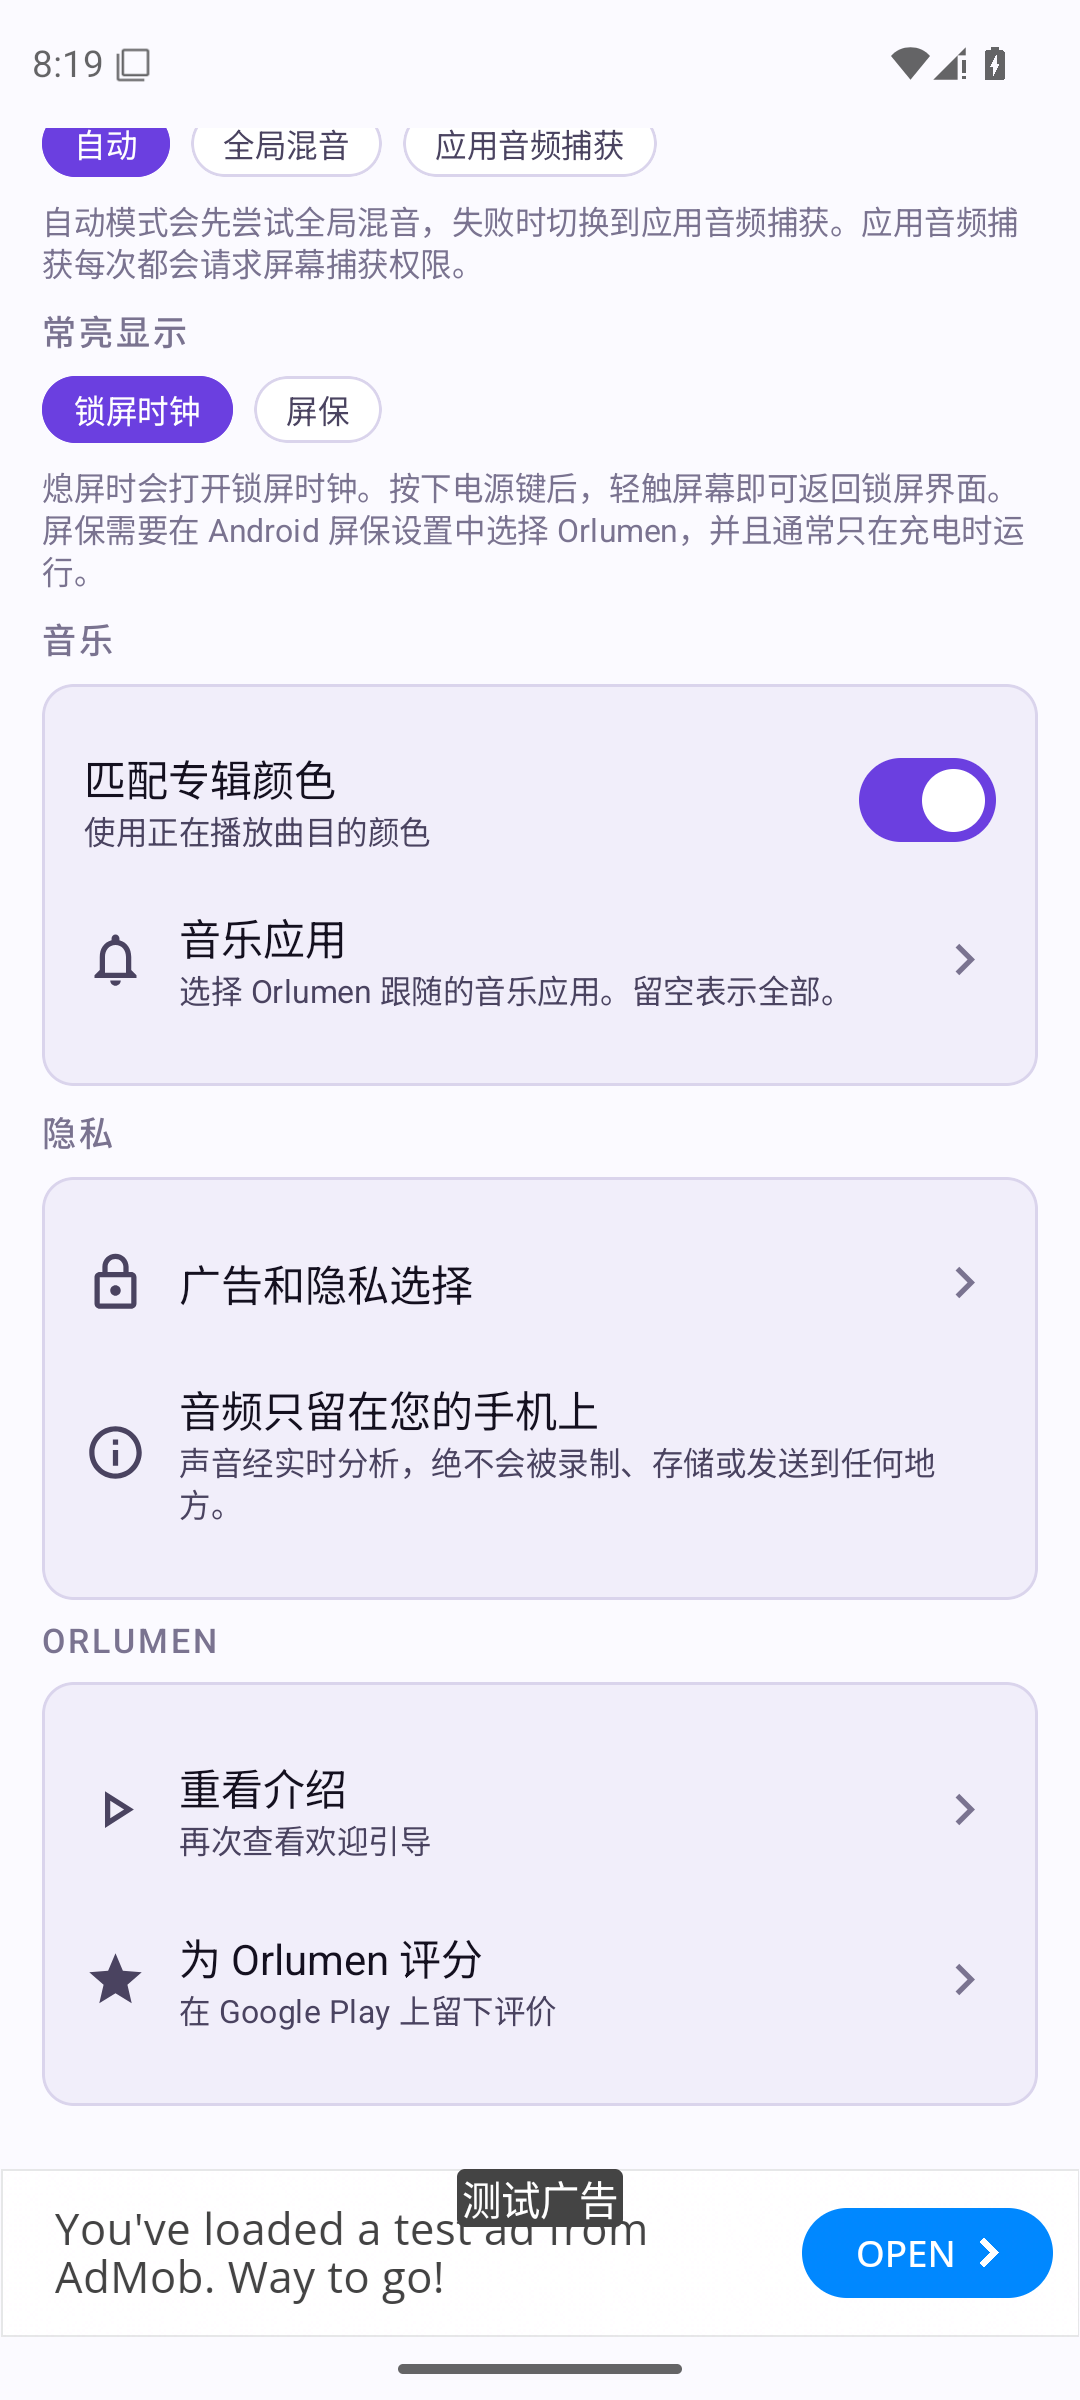 8:19
自动
全局混音
应用音频捕获
自动模式会先尝试全局混音，失败时切换到应用音频捕获。应用音频捕
获每次都会请求屏幕捕获权限。
常亮显示
锁屏时钟
屏保
熄屏时会打开锁屏时钟。按下电源键后，轻触屏幕即可返回锁屏界面。
屏保需要在 Android 屏保设置中选择 Orlumen，并且通常只在充电时运
行。
音乐
匹配专辑颜色
使用正在播放曲目的颜色
音乐应用
选择 Orlumen 跟随的音乐应用。留空表示全部。
隐私
广告和隐私选择
音频只留在您的手机上
声音经实时分析，绝不会被录制、存储或发送到任何地
方。
ORLUMEN
重看介绍
再次查看欢迎引导
为 Orlumen 评分
在 Google Play 上留下评价
测试广告
You've loaded a test ad from
AdMob. Way to go!
OPEN